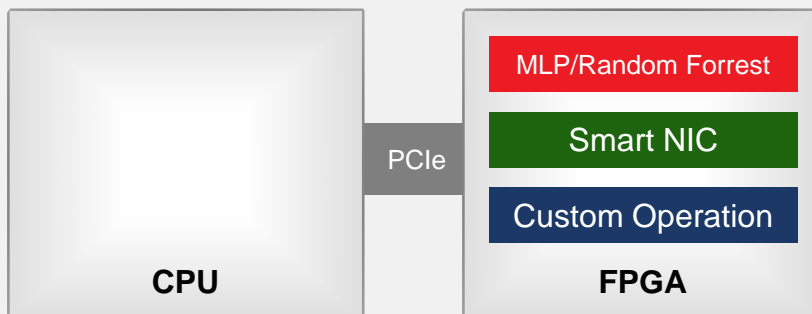 MLP/Random Forrest
Smart NIC
PCIe
Custom Operation
CPU
FPGA